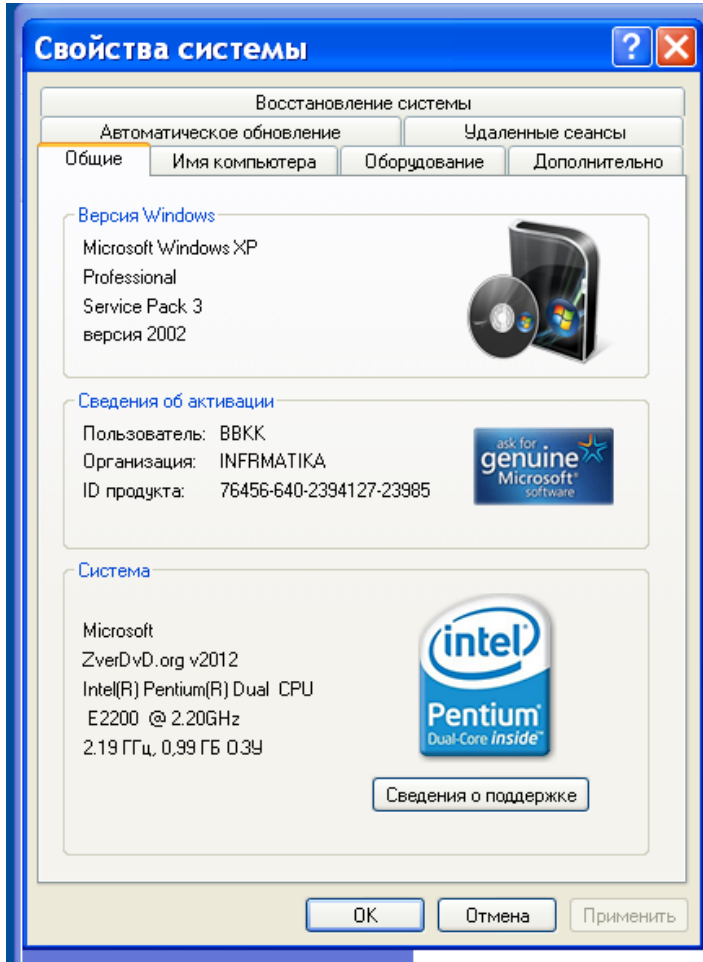 Свойства системы
Восстановление системы
Автоматическое обновление
Удаленные сеансы
Общие
Имя компьютера
Оборудование
Дополнительно
Версия Windows
Microsoft Windows XP
Professional
Service Pack 3
версия 2002
Сведения об активации
Пользователь: BBKK
Организация: INFRMATIKA
ID продукта: 76456-640-2394127-23985
ask for
genuine
Microsoft®
software
Система
Microsoft
ZverDvD.org v2012
Intel(R) Pentium(R) Dual CPU
E2200 @ 2.20GHz
2.19 ГГц, 0,99 ГБ ОЗУ
intel
Pentium®
Dual-Core inside™
Сведения о поддержке
OK
Отмена
Применить